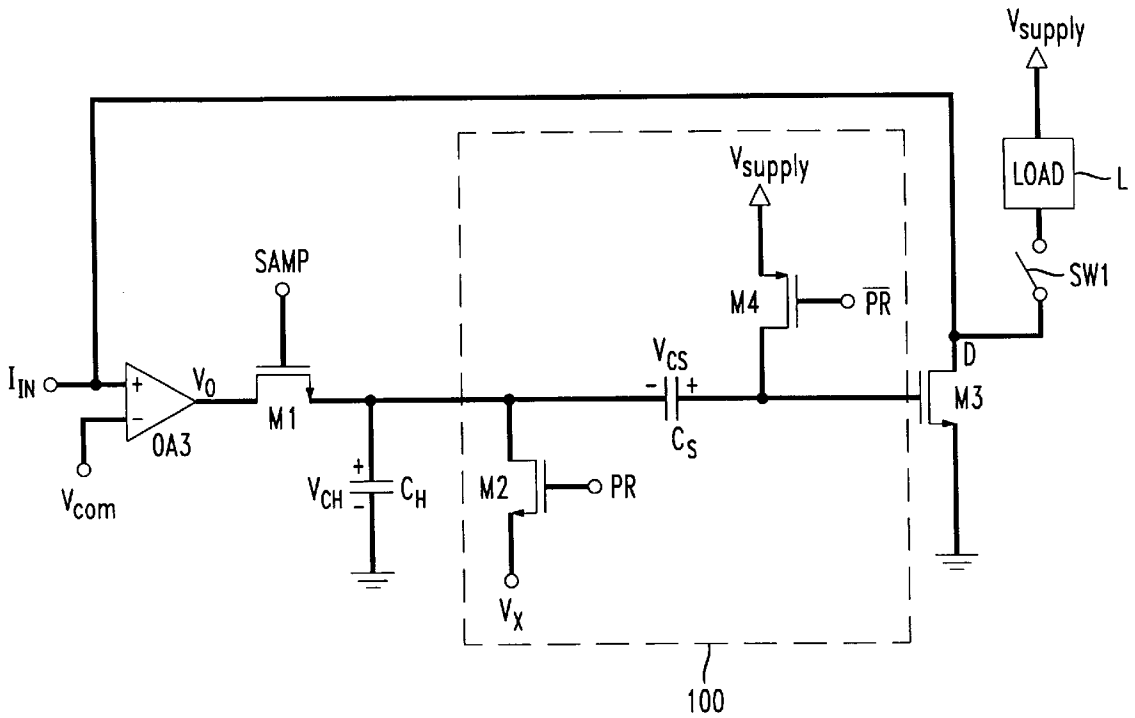 V_supply
LOAD
L
SW1
V_supply
M4
P̅R̅
SAMP
V_CS
- +
C_S
D
M3
I_IN
+
-
V_O
OA3
M1
V_com
+
V_CH
-
C_H
M2
PR
V_X
100